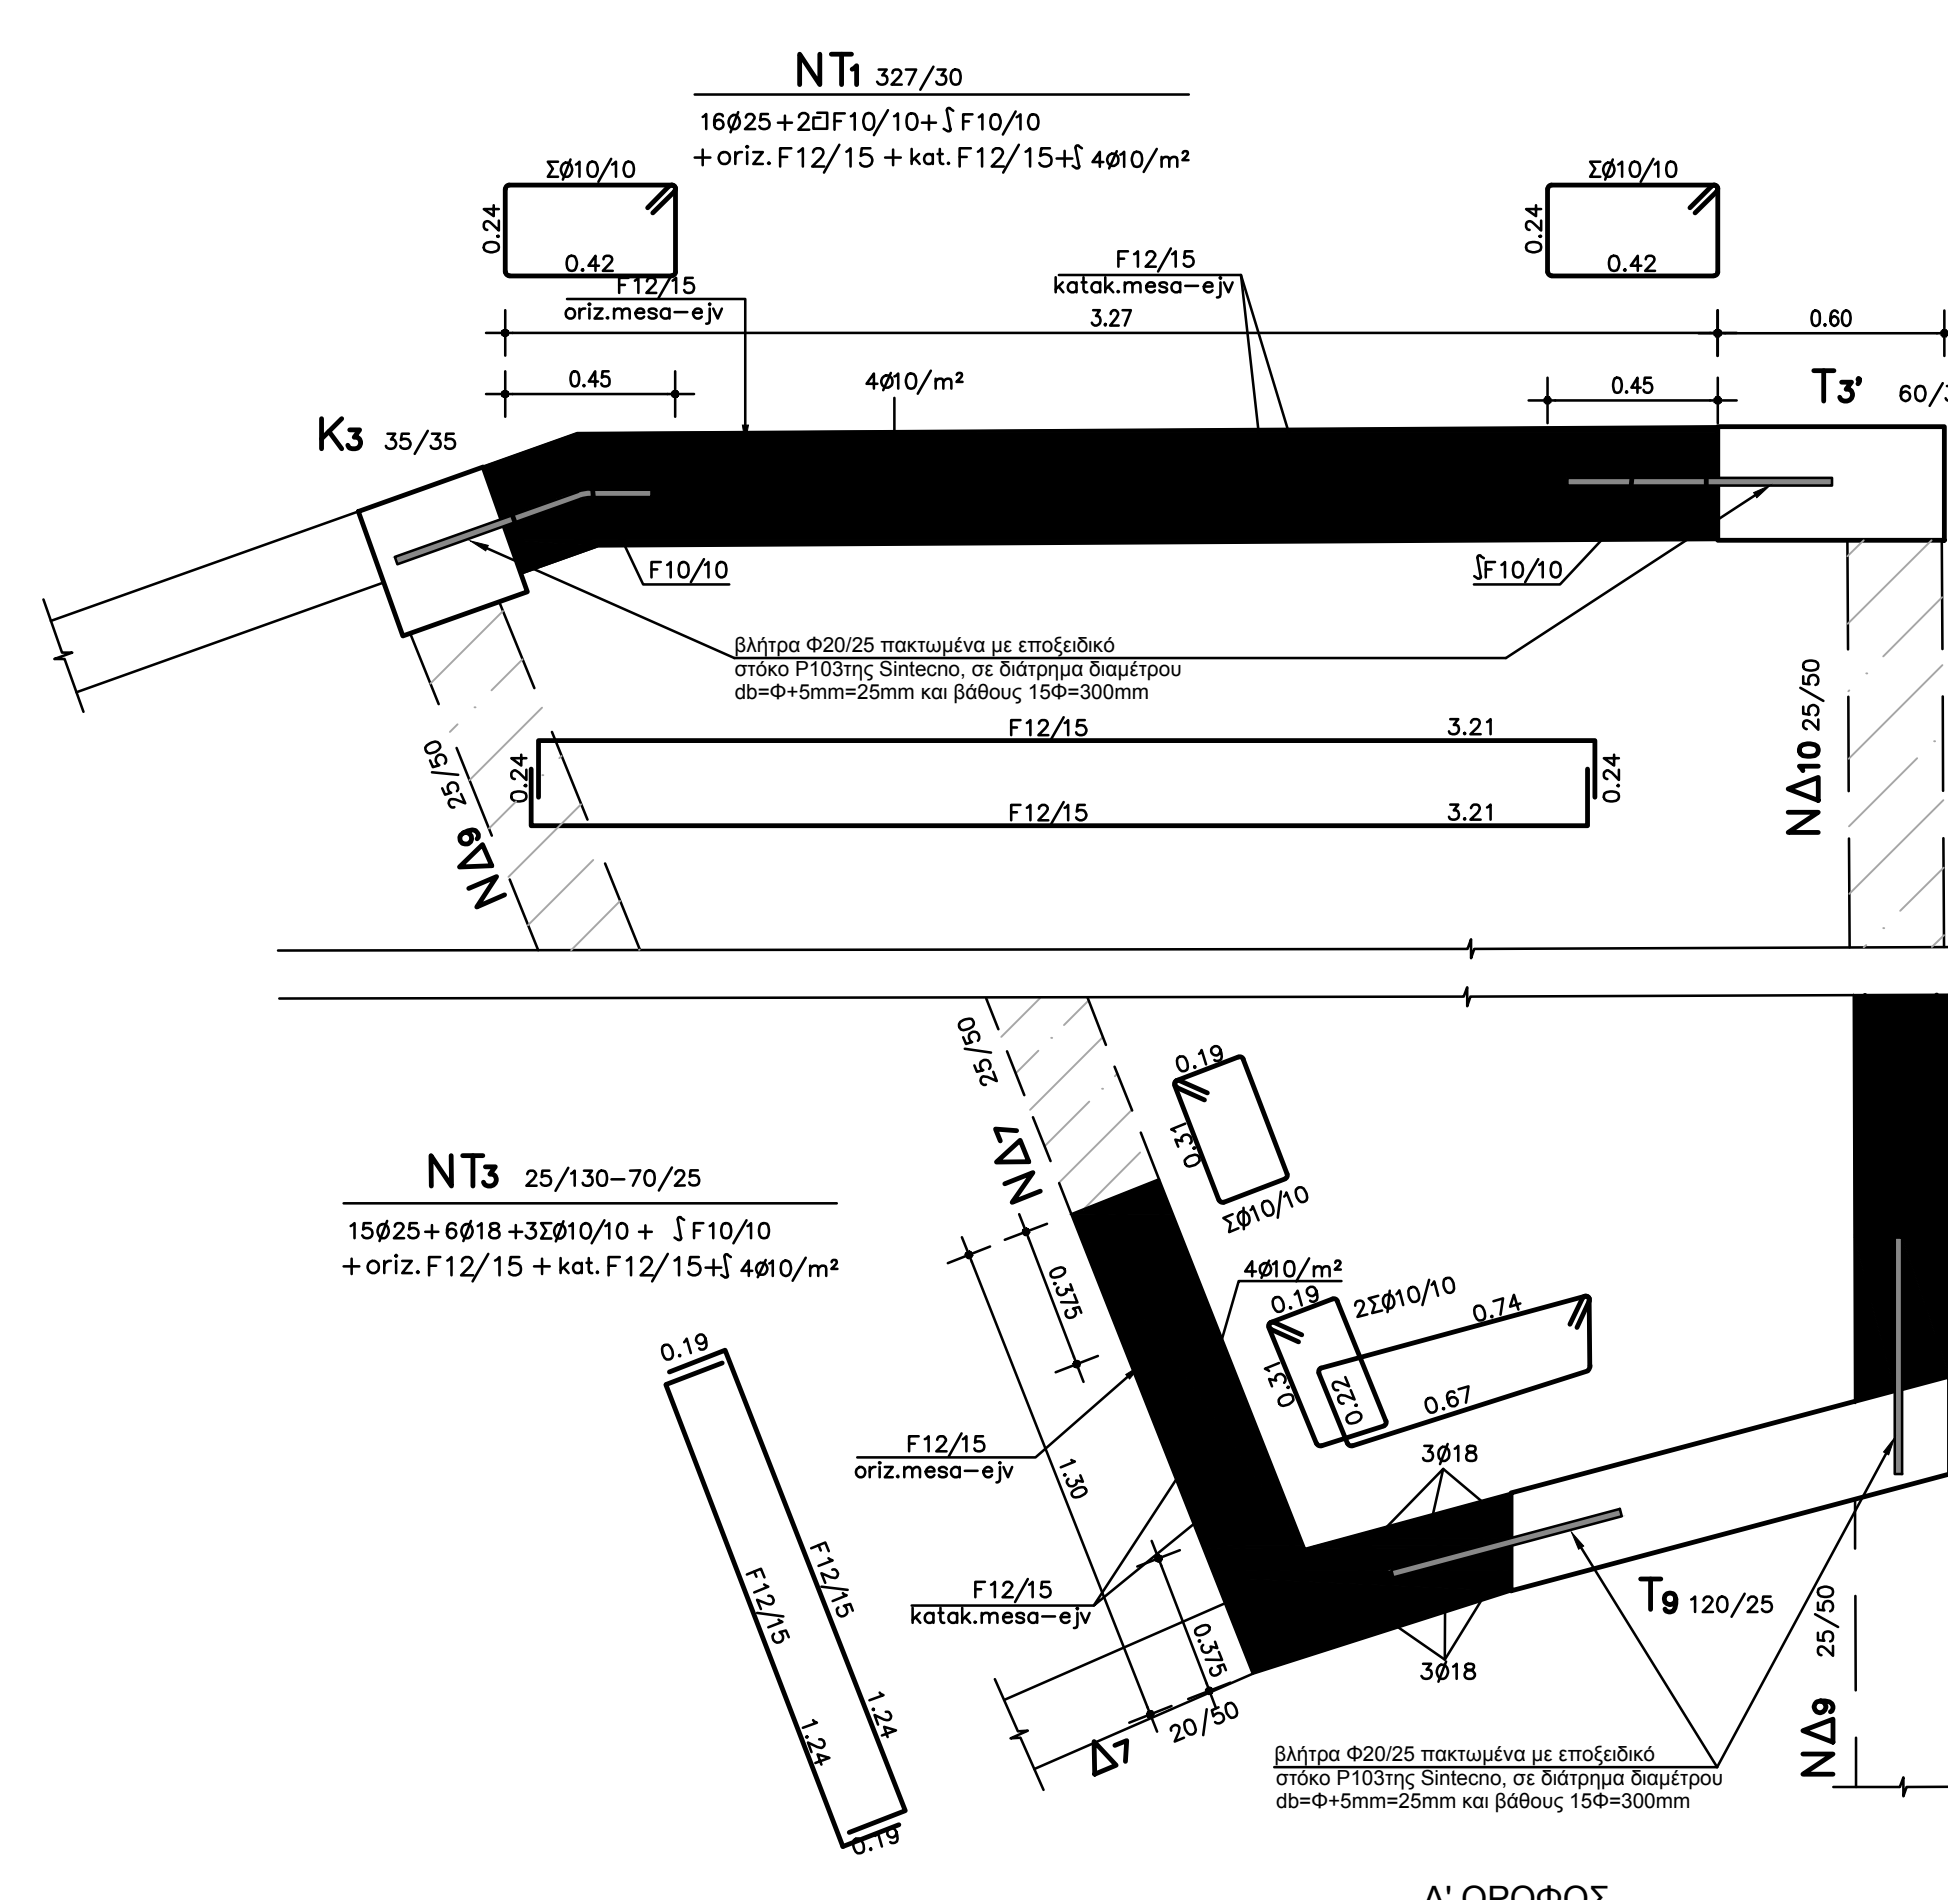 NT1 327/30
16Ø25+2 F10/10+∫F10/10
+oriz.F12/15+kat.F12/15+∫4Ø10/m²
ΣØ10/10
0.24
0.42
ΣØ10/10
0.24
0.42
F12/15
oriz.mesa-ejv
F12/15
katak.mesa-ejv
3.27
0.60
0.45
4Ø10/m²
0.45
T3'
K3 35/35
F10/10
∫F10/10
βλήτρα Φ20/25 πακτωμένα με εποξειδικό
στόκο P103της Sintecno, σε διάτρημα διαμέτρου
db=Φ+5mm=25mm και βάθους 15Φ=300mm
F12/15 3.21
0.24
0.24
F12/15 3.21
ΝΔ9 25/50
ΝΔ10 25/50
ΝΔ7 25/50
0.19
0.31
ΣØ10/10
NT3 25/130-70/25
15Ø25+6Ø18+3ΣØ10/10+ ∫F10/10
+oriz.F12/15+kat.F12/15+∫4Ø10/m²
0.375
4Ø10/m²
0.19
0.31
2ΣØ10/10
0.74
0.22
0.67
0.19
F12/15
F12/15
1.24
1.24
0.19
F12/15
oriz.mesa-ejv
1.30
3Ø18
F12/15
katak.mesa-ejv
0.375
3Ø18
T9 120/25
20/50
Δ7
ΝΔ9 25/50
βλήτρα Φ20/25 πακτωμένα με εποξειδικό
στόκο P103της Sintecno, σε διάτρημα διαμέτρου
db=Φ+5mm=25mm και βάθους 15Φ=300mm